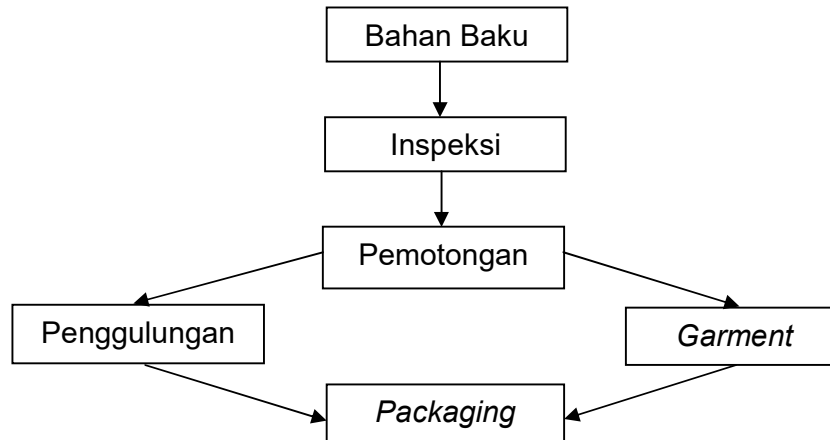 Bahan Baku
Inspeksi
Pemotongan
Penggulungan
Garment
Packaging